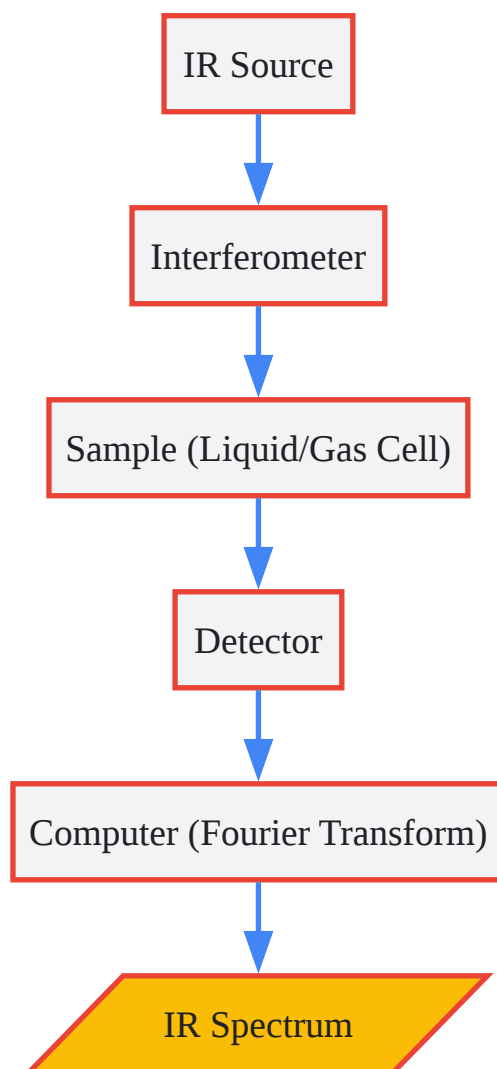 IR Source
Interferometer
Sample (Liquid/Gas Cell)
Detector
Computer (Fourier Transform)
IR Spectrum